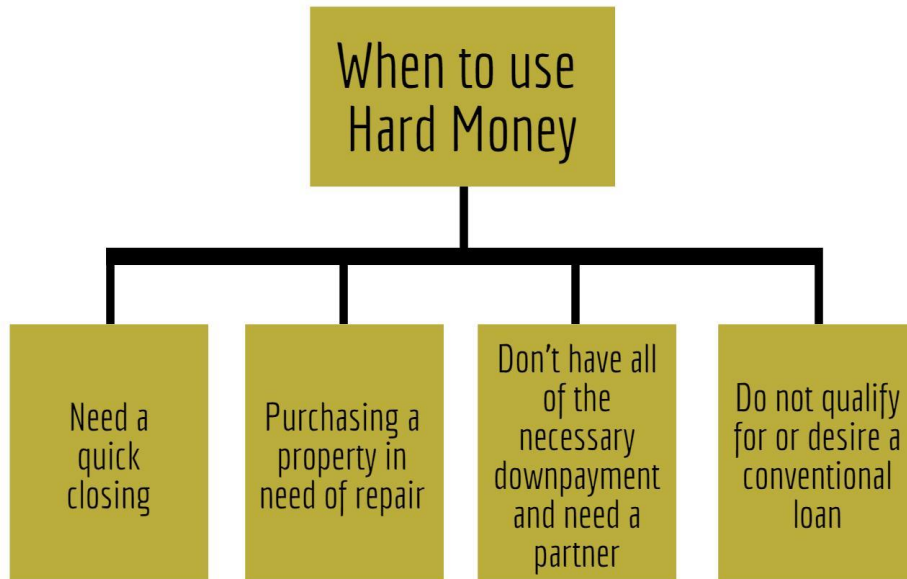 When to use
Hard Money
Need a
quick
closing
Purchasing a
property in
need of repair
Don't have all
of the
necessary
downpayment
and need a
partner
Do not qualify
for or desire a
conventional
loan